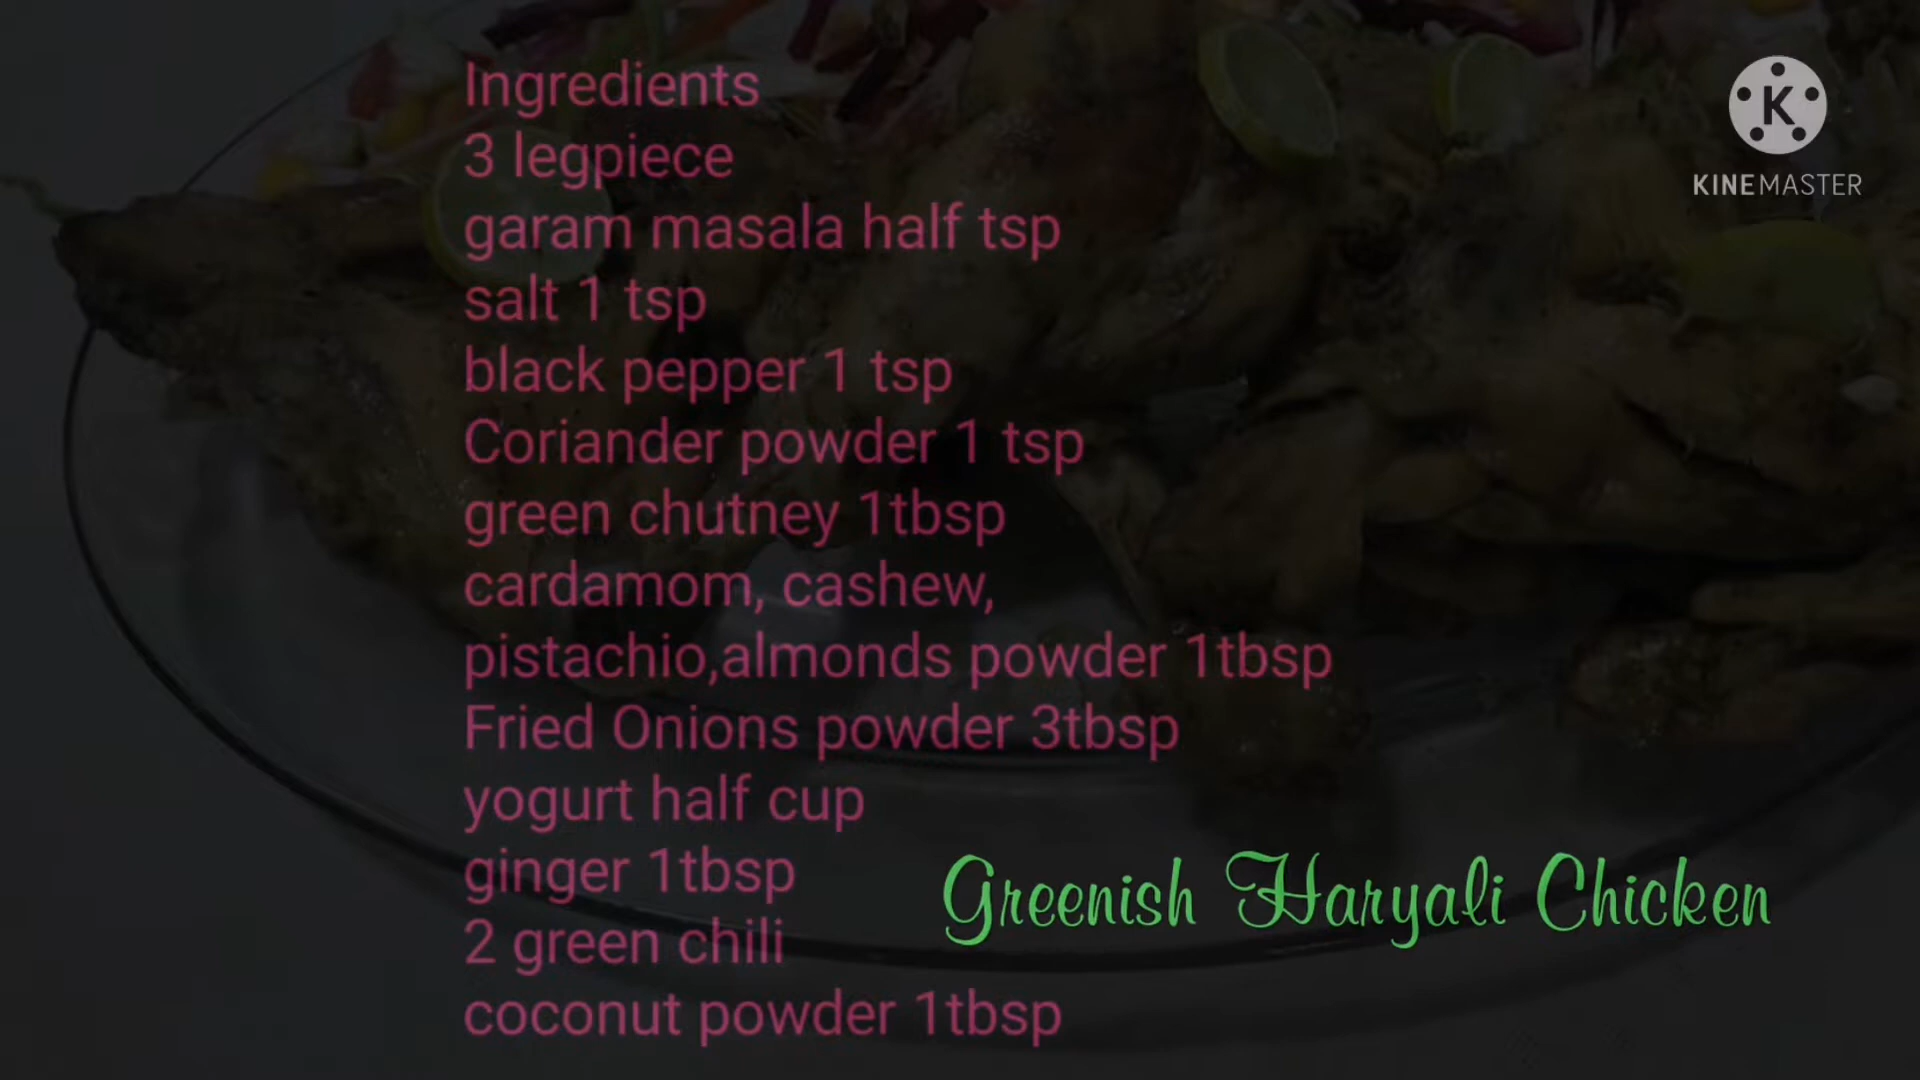 Ingredients
3 legpiece
garam masala half tsp
salt 1 tsp
black pepper 1 tsp
Coriander powder 1 tsp
green chutney 1tbsp
cardamom, cashew,
pistachio,almonds powder 1tbsp
Fried Onions powder 3tbsp
yogurt half cup
ginger 1tbsp
2 green chili
coconut powder 1tbsp
Greenish Haryali Chicken
K
KINEMASTER